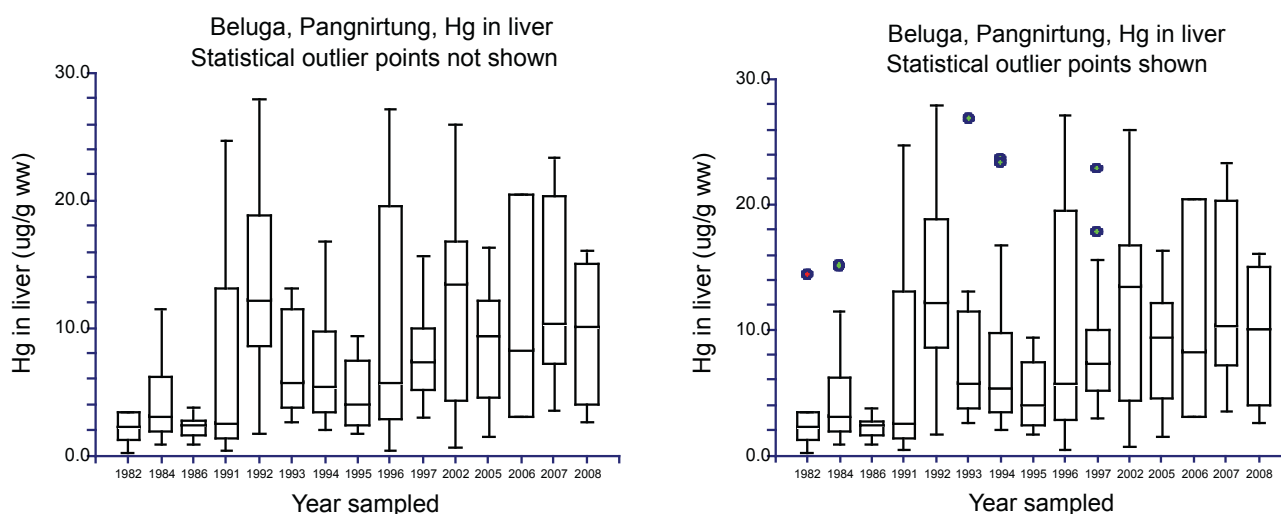 Beluga, Pangnirtung, Hg in liver
Statistical outlier points not shown
30.0
20.0
10.0
0.0
Hg in liver (ug/g ww)
1982 1984 1986 1991 1992 1993 1994 1995 1996 1997 2002 2005 2006 2007 2008
Year sampled
Beluga, Pangnirtung, Hg in liver
Statistical outlier points shown
30.0
20.0
10.0
0.0
Hg in liver (ug/g ww)
1982 1984 1986 1991 1992 1993 1994 1995 1996 1997 2002 2005 2006 2007 2008
Year sampled